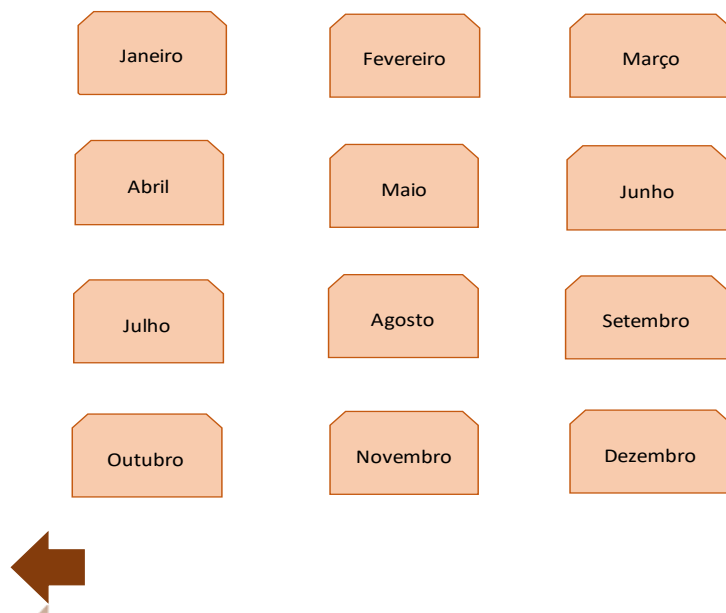 Janeiro
Fevereiro
Março
Abril
Maio
Junho
Julho
Agosto
Setembro
Outubro
Novembro
Dezembro